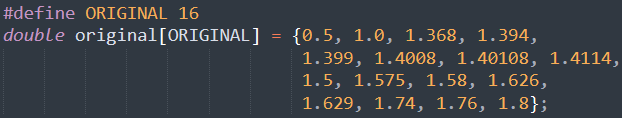 #define ORIGINAL 16
double original[ORIGINAL] = {0.5, 1.0, 1.368, 1.394,
1.399, 1.4008, 1.40108, 1.4114,
1.5, 1.575, 1.58, 1.626,
1.629, 1.74, 1.76, 1.8};